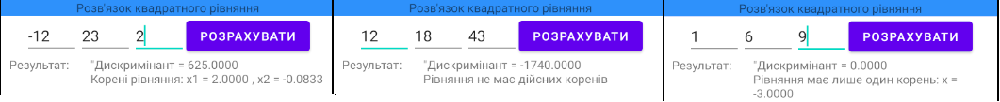 Розв'язок квадратного рівняння
-12 23 2 РОЗРАХУВАТИ
Результат: "Дискримінант = 625.0000
Корені рівняння: x1 = 2.0000 , x2 = -0.0833
Розв'язок квадратного рівняння
12 18 43 РОЗРАХУВАТИ
Результат: "Дискримінант = -1740.0000
Рівняння не має дійсних коренів
Розв'язок квадратного рівняння
1 6 9 РОЗРАХУВАТИ
Результат: "Дискримінант = 0.0000
Рівняння має лише один корень: x =
-3.0000